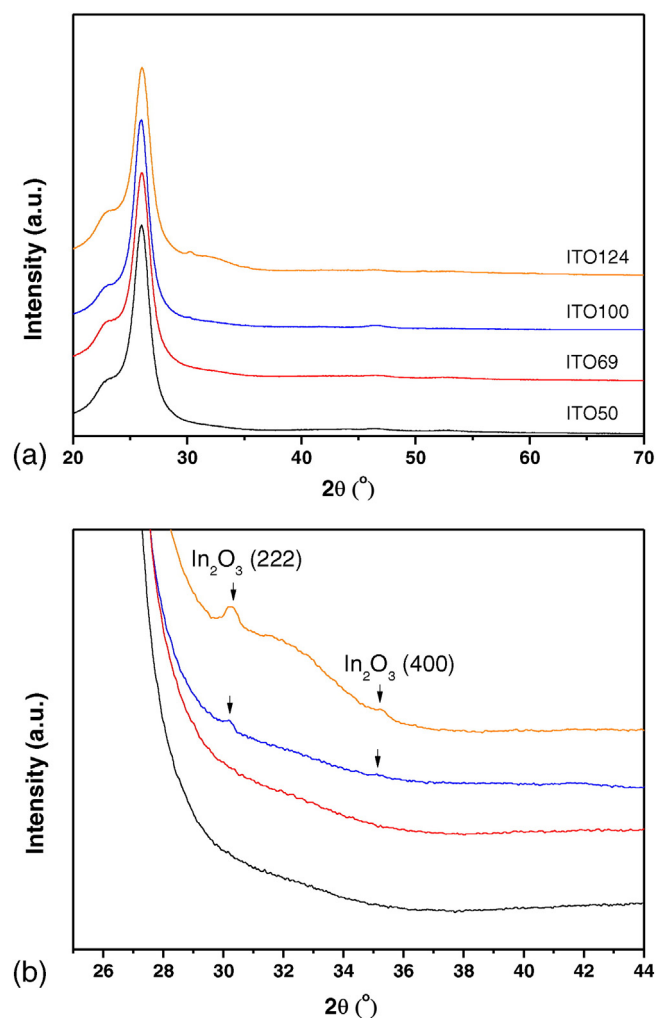 Intensity (a.u.)
ITO124
ITO100
ITO69
ITO50
(a)
20 30 40 50 60 70
2θ (°)
In₂O₃ (222)
In₂O₃ (400)
Intensity (a.u.)
(b)
26 28 30 32 34 36 38 40 42 44
2θ (°)